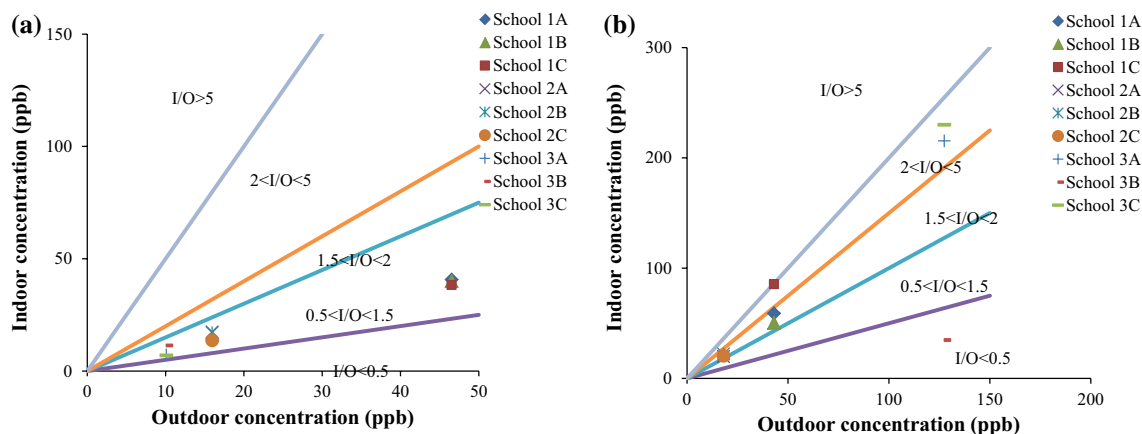 (a)
150
100
50
0
Indoor concentration (ppb)
I/O>5
2<I/O<5
1.5<I/O<2
0.5<I/O<1.5
I/O<0.5
0 10 20 30 40 50
Outdoor concentration (ppb)
School 1A
School 1B
School 1C
School 2A
School 2B
School 2C
School 3A
School 3B
School 3C
(b)
300
200
100
0
Indoor concentration (ppb)
I/O>5
2<I/O<5
1.5<I/O<2
0.5<I/O<1.5
I/O<0.5
0 50 100 150 200
Outdoor concentration (ppb)
School 1A
School 1B
School 1C
School 2A
School 2B
School 2C
School 3A
School 3B
School 3C